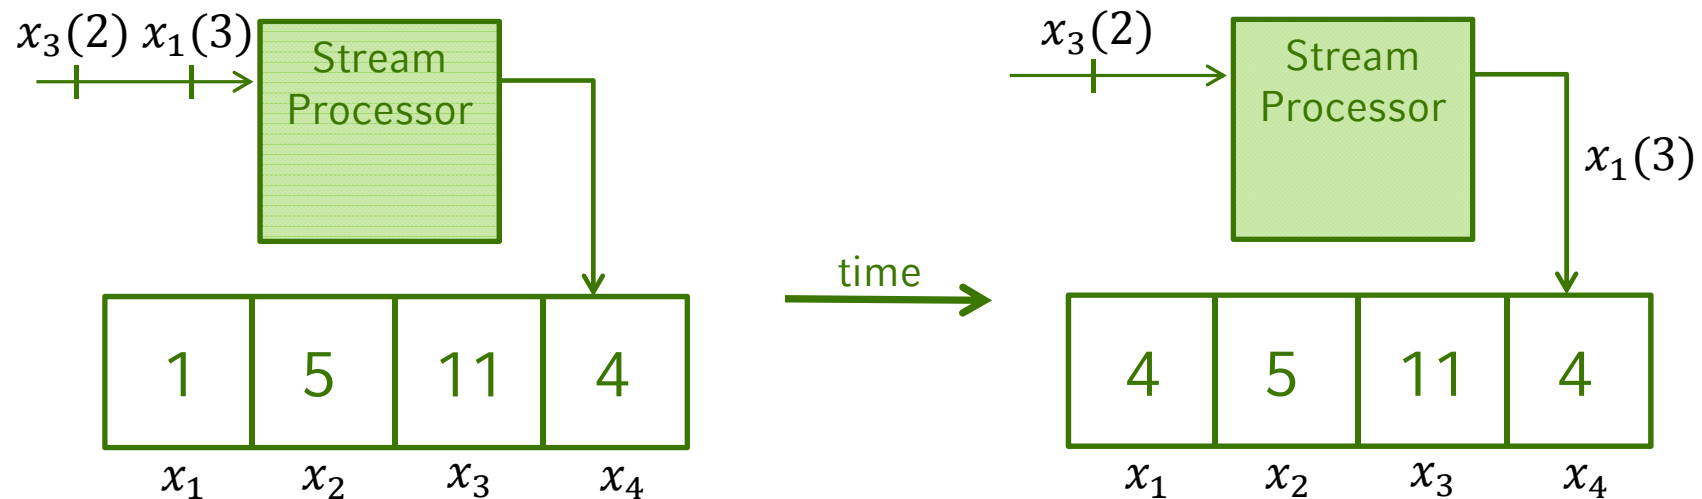 x₃(2) x₁(3)
Stream
Processor
1 5 11 4
x₁ x₂ x₃ x₄
time
x₃(2)
Stream
Processor
x₁(3)
4 5 11 4
x₁ x₂ x₃ x₄